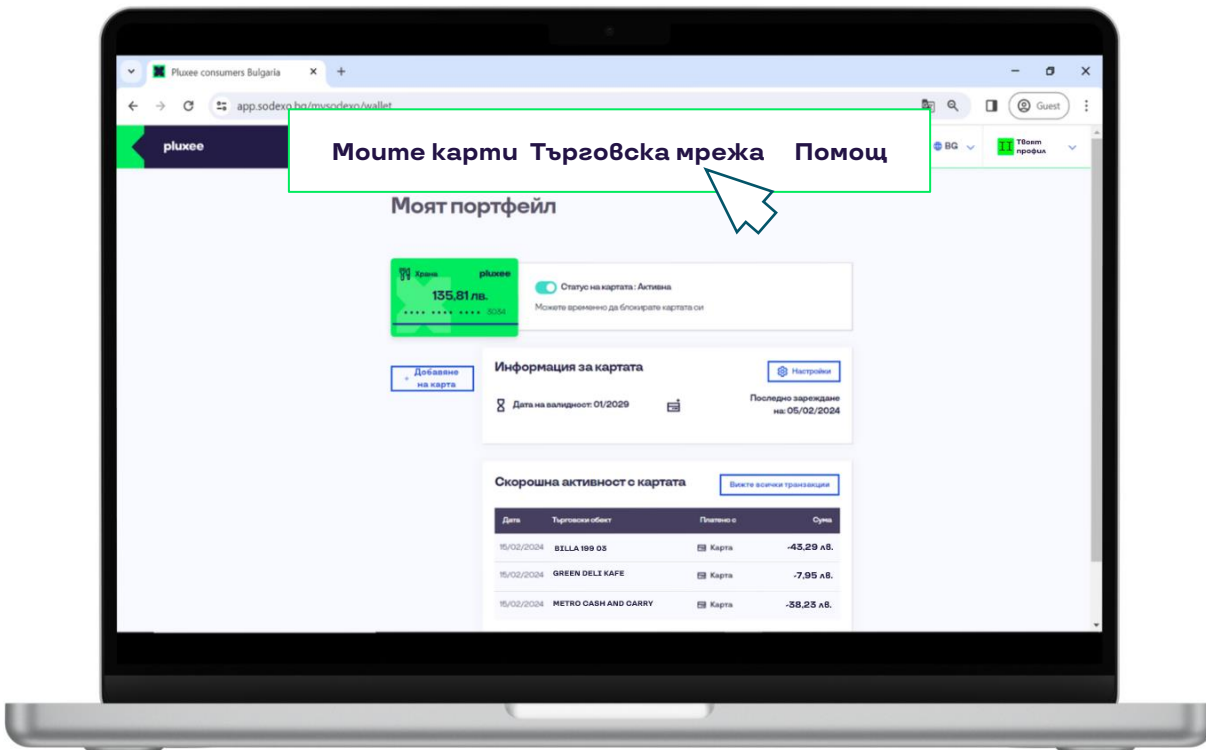 Pluxee consumers Bulgaria
app.sodexo.bg/mysodexo/wallet
Guest
pluxee
Моите карти Търговска мрежа Помощ
BG
Твоят
профил
Моят портфейл
Храна pluxee
135,81 лв.
•••• •••• •••• 3034
Статус на картата: Активна
Можете временно да блокирате картата си
+ Добавяне
на карта
Информация за картата
Настройки
Дата на валидност: 01/2029
Последно зареждане
на: 05/02/2024
Скорошна активност с картата
Вижте всички транзакции
Дата Търговски обект Платено с Сума
15/02/2024 BILLA 199 03 Карта -43,29 лв.
15/02/2024 GREEN DELI KAFE Карта -7,95 лв.
15/02/2024 METRO CASH AND CARRY Карта -38,23 лв.